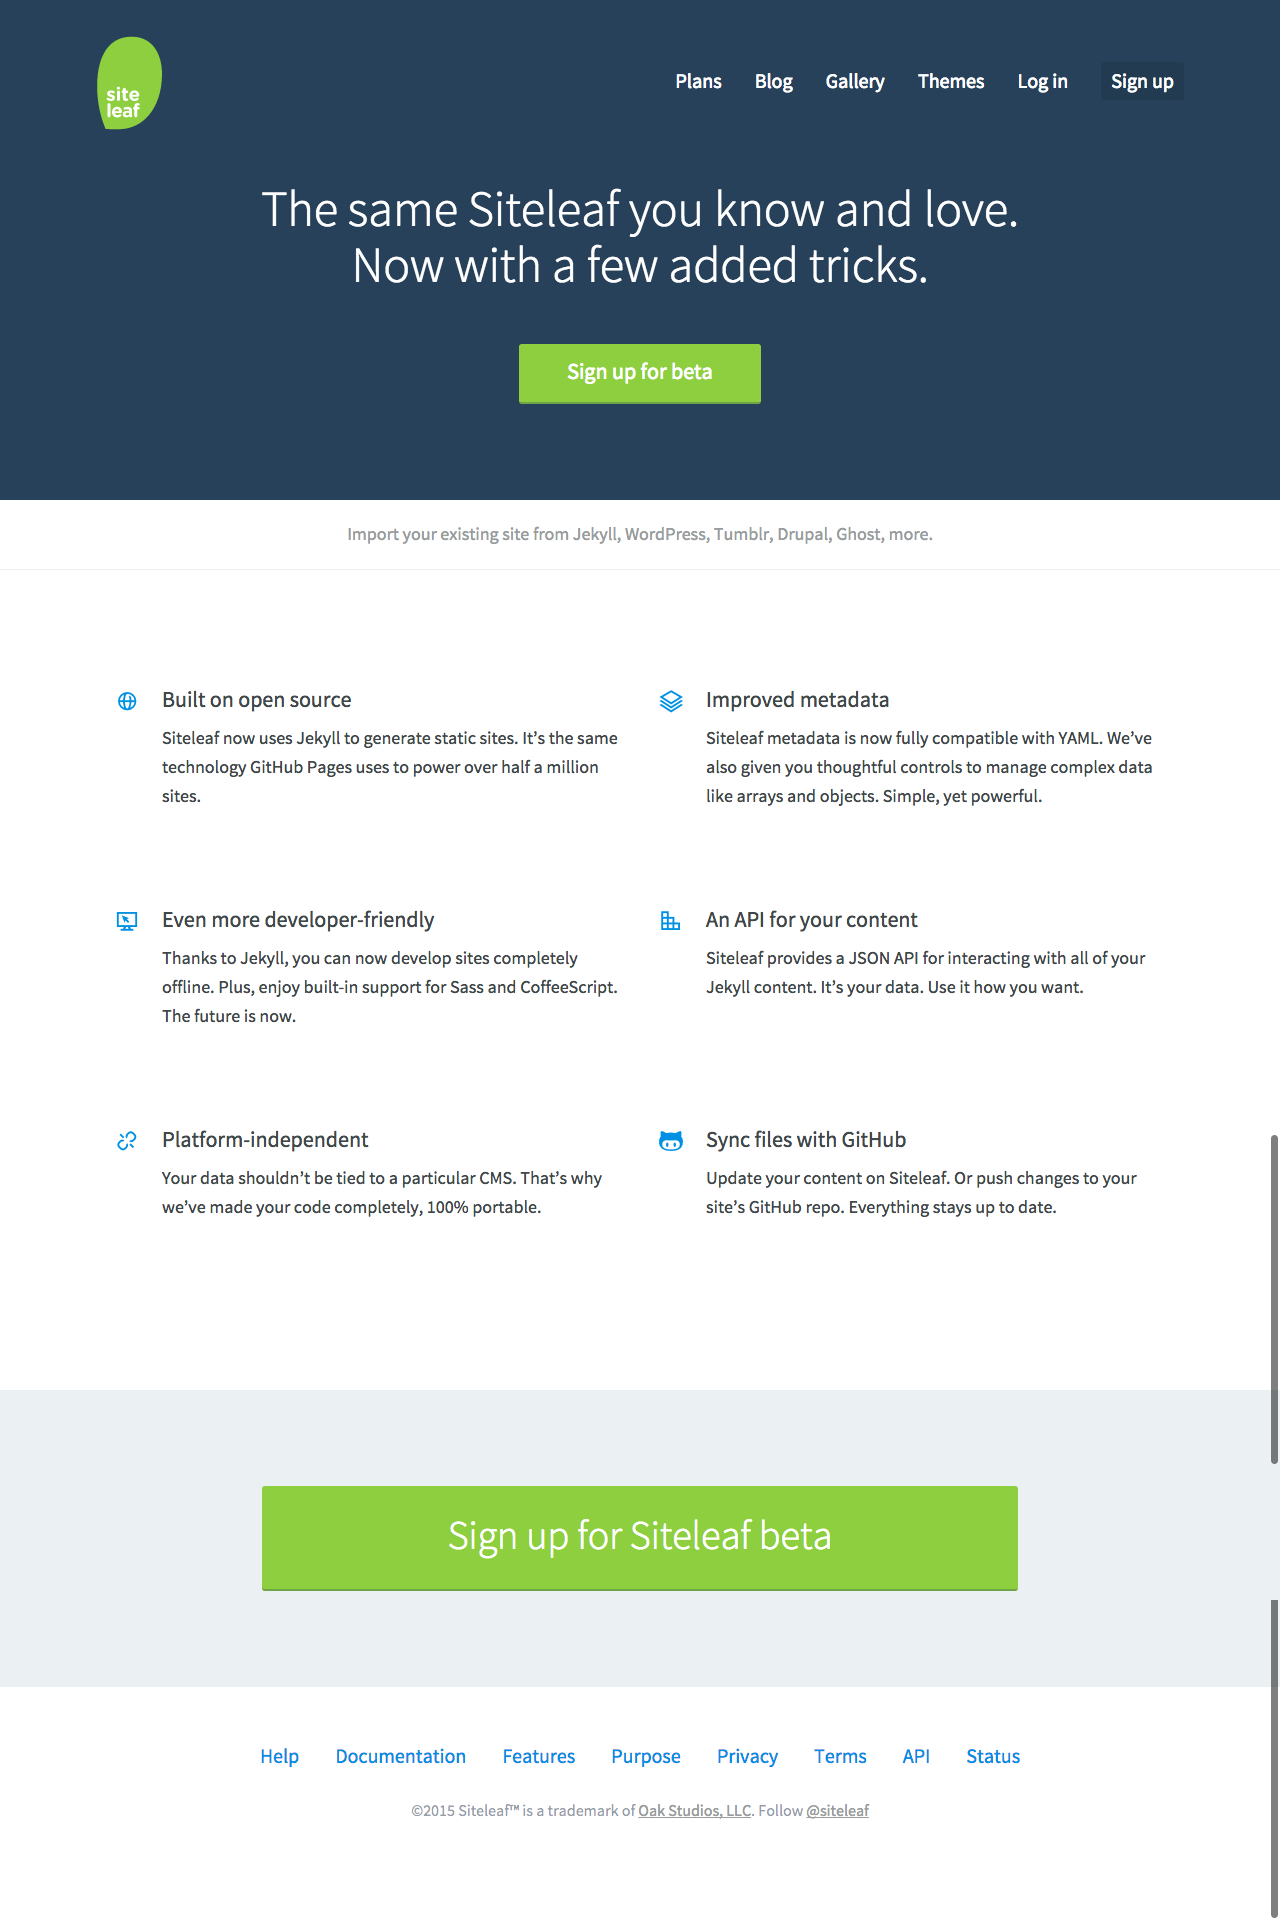 site
leaf
Plans Blog Gallery Themes Log in Sign up
The same Siteleaf you know and love.
Now with a few added tricks.
Sign up for beta
Import your existing site from Jekyll, WordPress, Tumblr, Drupal, Ghost, more.
Built on open source
Siteleaf now uses Jekyll to generate static sites. It’s the same
technology GitHub Pages uses to power over half a million
sites.
Improved metadata
Siteleaf metadata is now fully compatible with YAML. We’ve
also given you thoughtful controls to manage complex data
like arrays and objects. Simple, yet powerful.
Even more developer-friendly
Thanks to Jekyll, you can now develop sites completely
offline. Plus, enjoy built-in support for Sass and CoffeeScript.
The future is now.
An API for your content
Siteleaf provides a JSON API for interacting with all of your
Jekyll content. It’s your data. Use it how you want.
Platform-independent
Your data shouldn’t be tied to a particular CMS. That’s why
we’ve made your code completely, 100% portable.
Sync files with GitHub
Update your content on Siteleaf. Or push changes to your
site’s GitHub repo. Everything stays up to date.
Sign up for Siteleaf beta
Help Documentation Features Purpose Privacy Terms API Status
©2015 Siteleaf™ is a trademark of Oak Studios, LLC. Follow @siteleaf